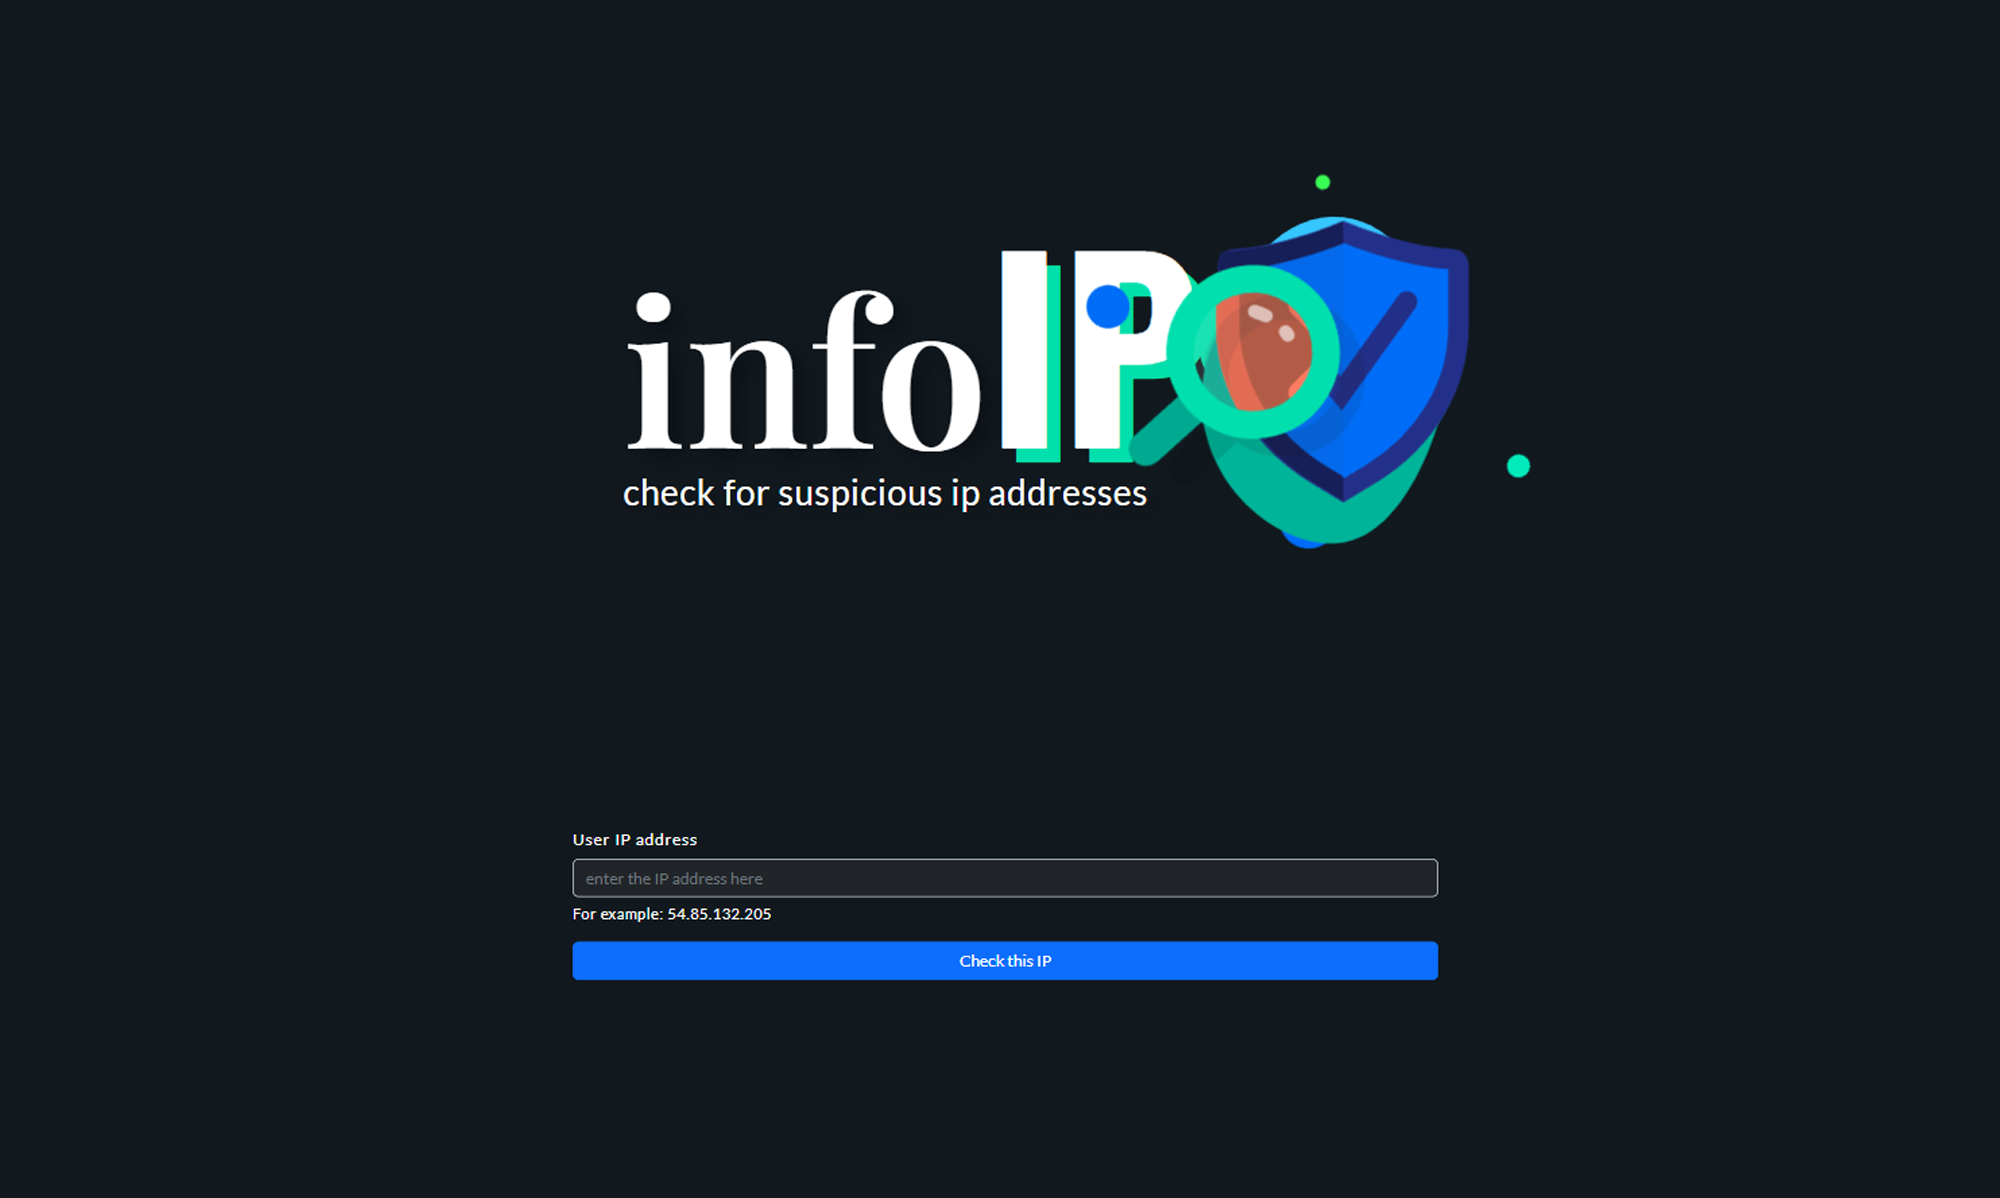 infoIP
check for suspicious ip addresses
User IP address
enter the IP address here
For example: 54.85.132.205
Check this IP